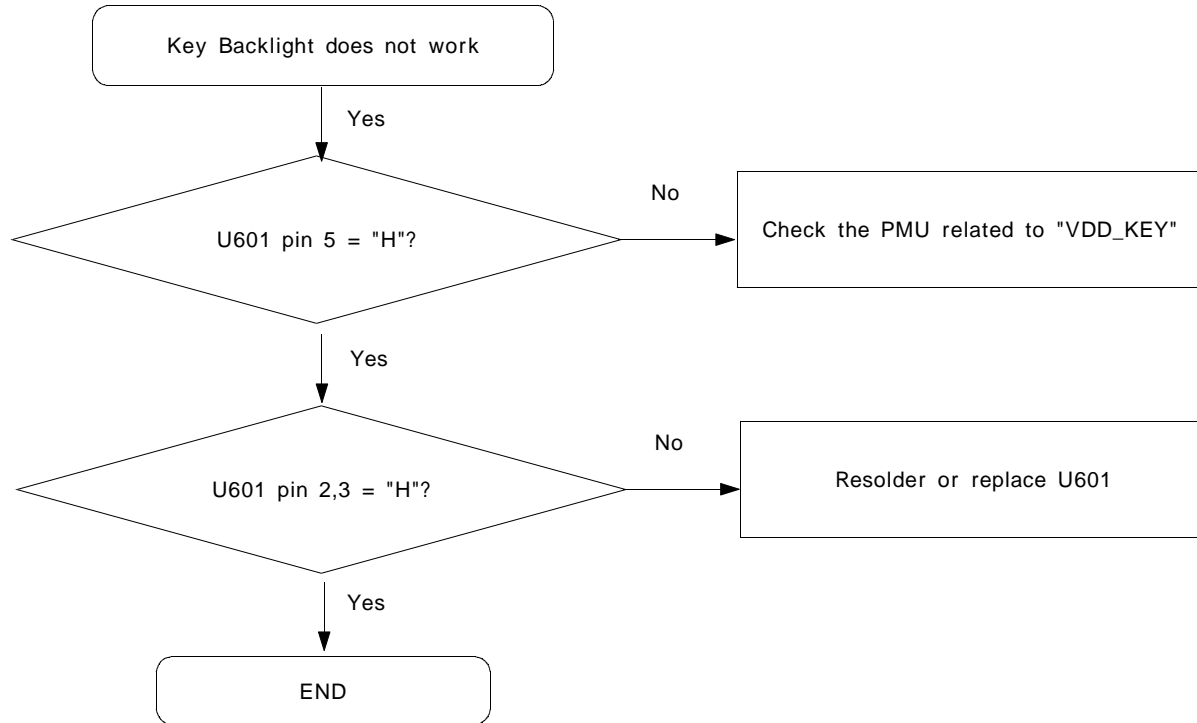 Key Backlight does not work
Yes
U601 pin 5 = "H"?
No
Check the PMU related to "VDD_KEY"
Yes
U601 pin 2,3 = "H"?
No
Resolder or replace U601
Yes
END